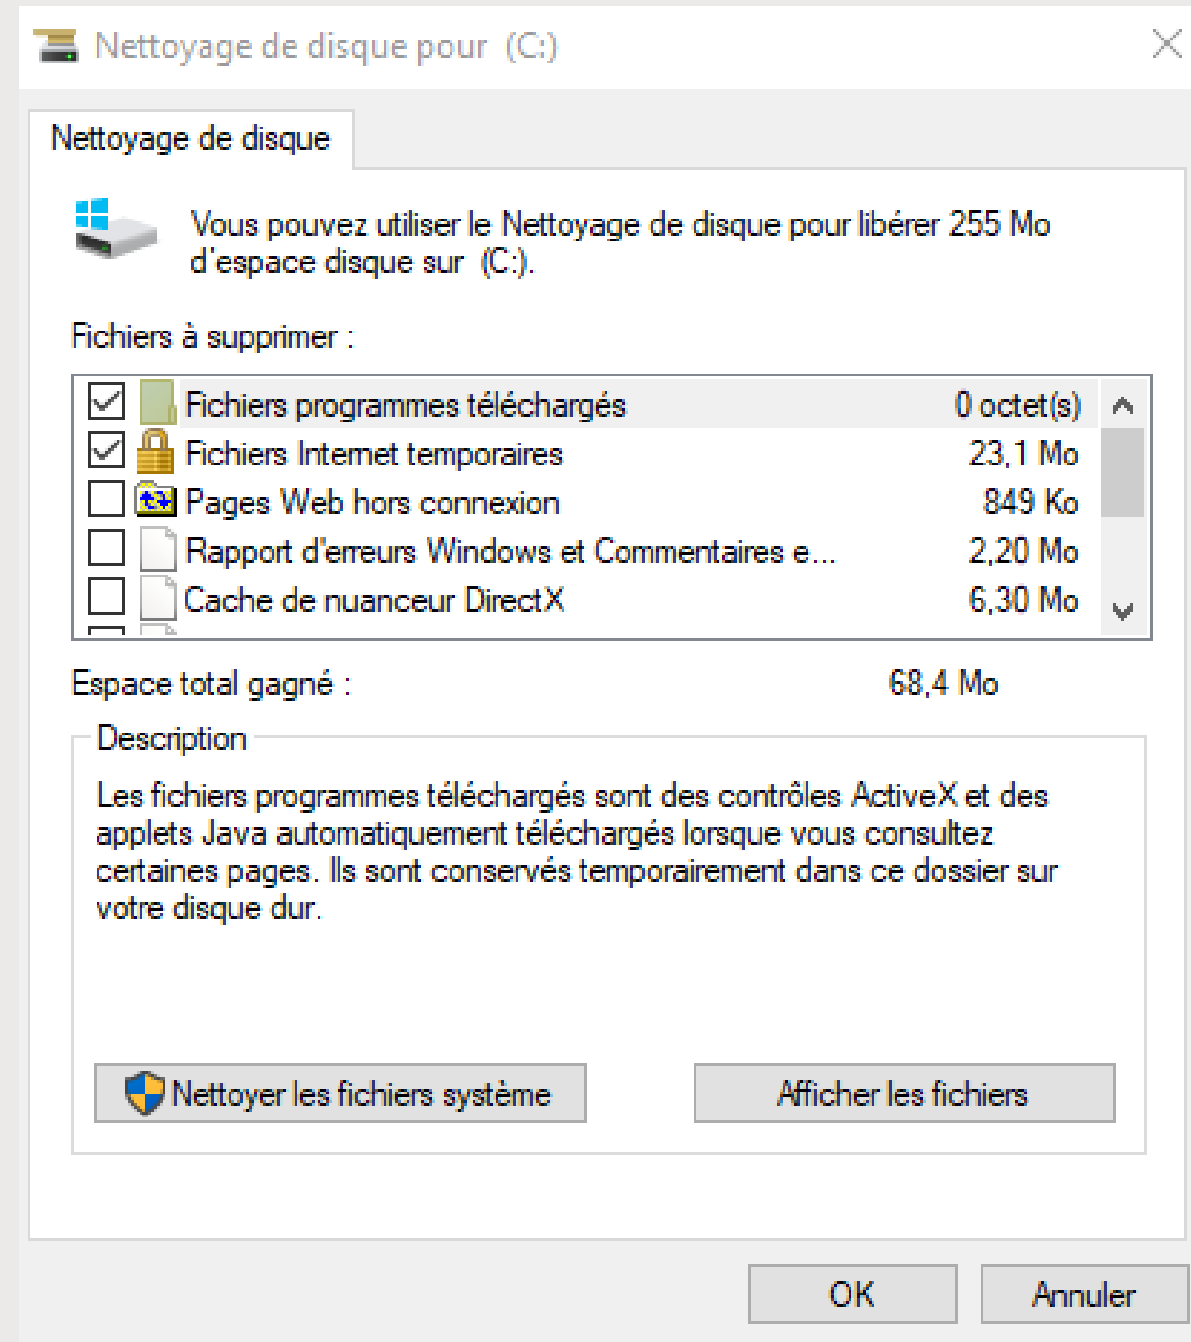 Nettoyage de disque pour (C:)
Nettoyage de disque
Vous pouvez utiliser le Nettoyage de disque pour libérer 255 Mo
d'espace disque sur (C:).
Fichiers à supprimer :
Fichiers programmes téléchargés 0 octet(s)
Fichiers Internet temporaires 23,1 Mo
Pages Web hors connexion 849 Ko
Rapport d'erreurs Windows et Commentaires e... 2,20 Mo
Cache de nuanceur DirectX 6,30 Mo
Espace total gagné : 68,4 Mo
Description
Les fichiers programmes téléchargés sont des contrôles ActiveX et des
applets Java automatiquement téléchargés lorsque vous consultez
certaines pages. Ils sont conservés temporairement dans ce dossier sur
votre disque dur.
Nettoyer les fichiers système
Afficher les fichiers
OK
Annuler